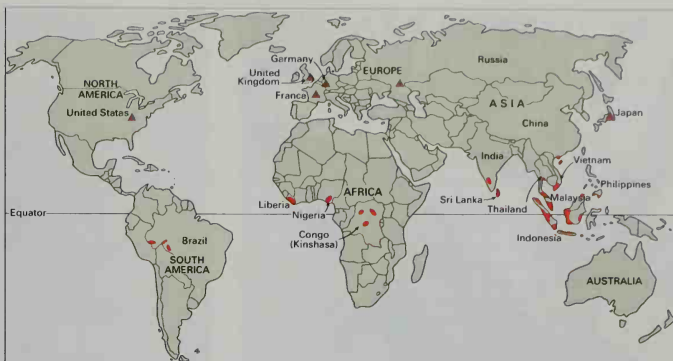 Germany
United
Kingdom
EUROPE
Russia
NORTH
AMERICA
France
United States
ASIA
China
Japan
India
Vietnam
Philippines
AFRICA
Liberia
Nigeria
Sri Lanka
Malaysia
Thailand
Equator
Congo
(Kinshasa)
Indonesia
Brazil
SOUTH
AMERICA
AUSTRALIA